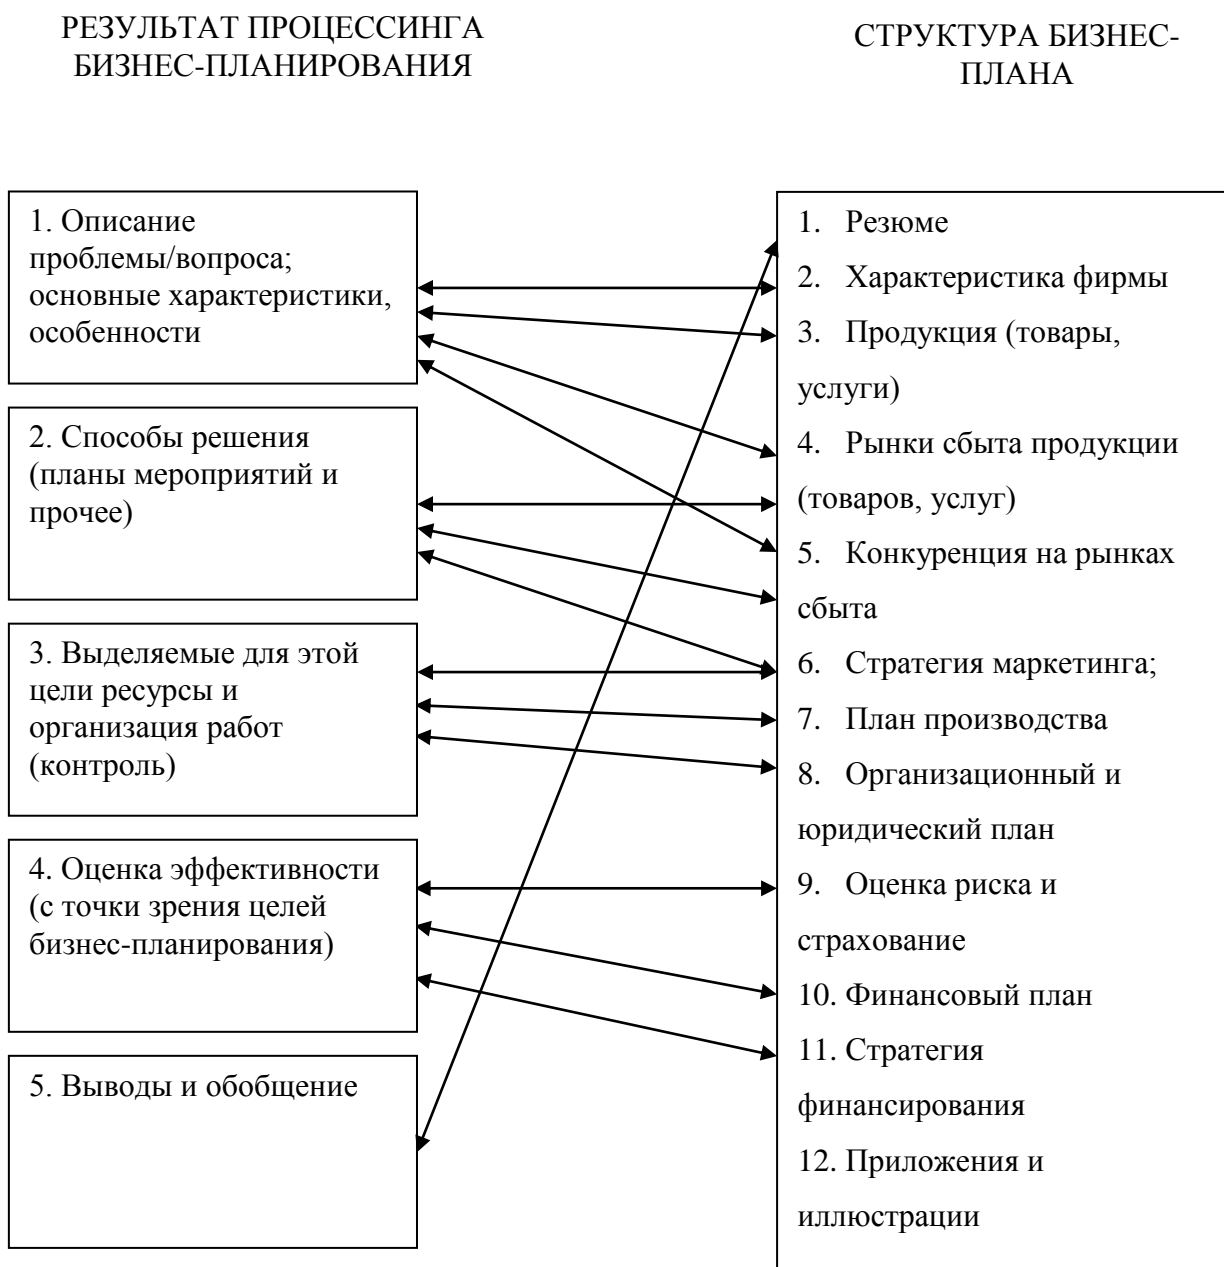 РЕЗУЛЬТАТ ПРОЦЕССИНГА
БИЗНЕС-ПЛАНИРОВАНИЯ
СТРУКТУРА БИЗНЕС-
ПЛАНА
1. Описание
проблемы/вопроса;
основные характеристики,
особенности
2. Способы решения
(планы мероприятий и
прочее)
3. Выделяемые для этой
цели ресурсы и
организация работ
(контроль)
4. Оценка эффективности
(с точки зрения целей
бизнес-планирования)
5. Выводы и обобщение
1. Резюме
2. Характеристика фирмы
3. Продукция (товары,
услуги)
4. Рынки сбыта продукции
(товаров, услуг)
5. Конкуренция на рынках
сбыта
6. Стратегия маркетинга;
7. План производства
8. Организационный и
юридический план
9. Оценка риска и
страхование
10. Финансовый план
11. Стратегия
финансирования
12. Приложения и
иллюстрации